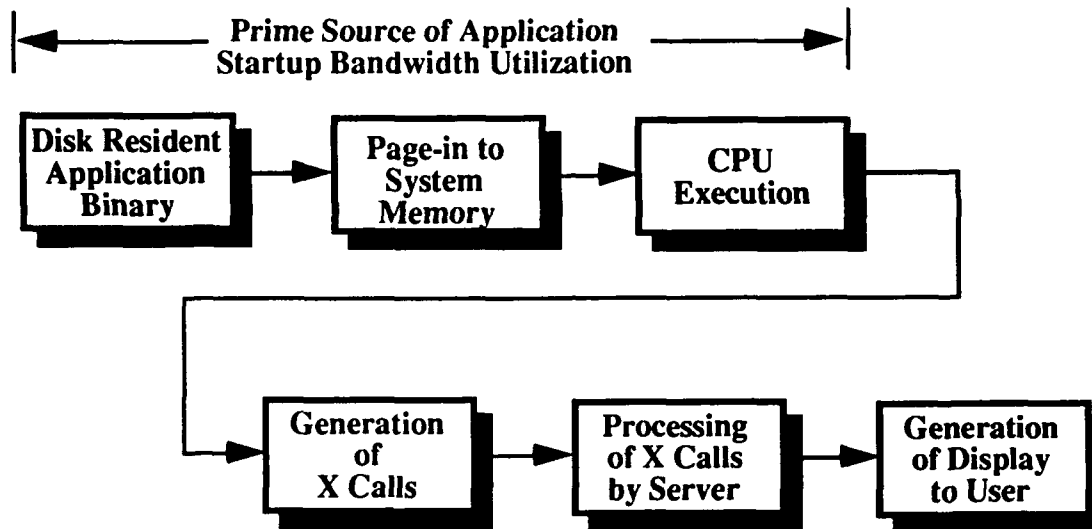 Prime Source of Application
Startup Bandwidth Utilization
Disk Resident
Application
Binary
Page-in to
System
Memory
CPU
Execution
Generation
of
X Calls
Processing
of X Calls
by Server
Generation
of Display
to User